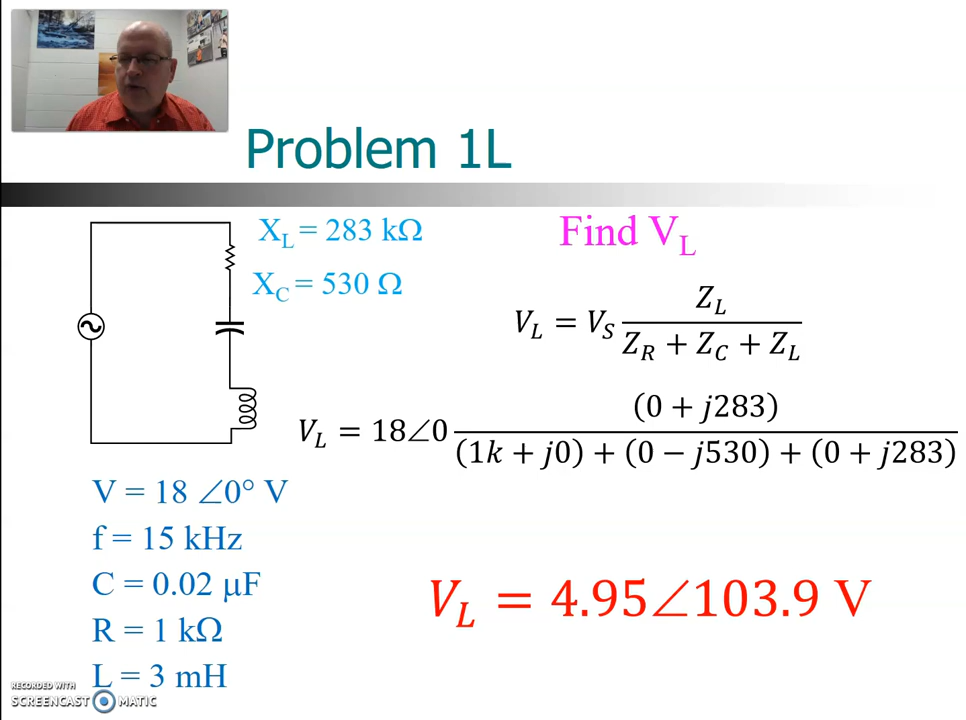 Problem 1L
X_L = 283 kΩ
X_C = 530 Ω
Find V_L
V_L = V_S Z_L / (Z_R + Z_C + Z_L)
V_L = 18∠0 (0 + j283) / ((1k + j0) + (0 − j530) + (0 + j283))
V = 18 ∠0° V
f = 15 kHz
C = 0.02 µF
R = 1 kΩ
L = 3 mH
V_L = 4.95∠103.9 V
RECORDED WITH
SCREENCAST MATIC